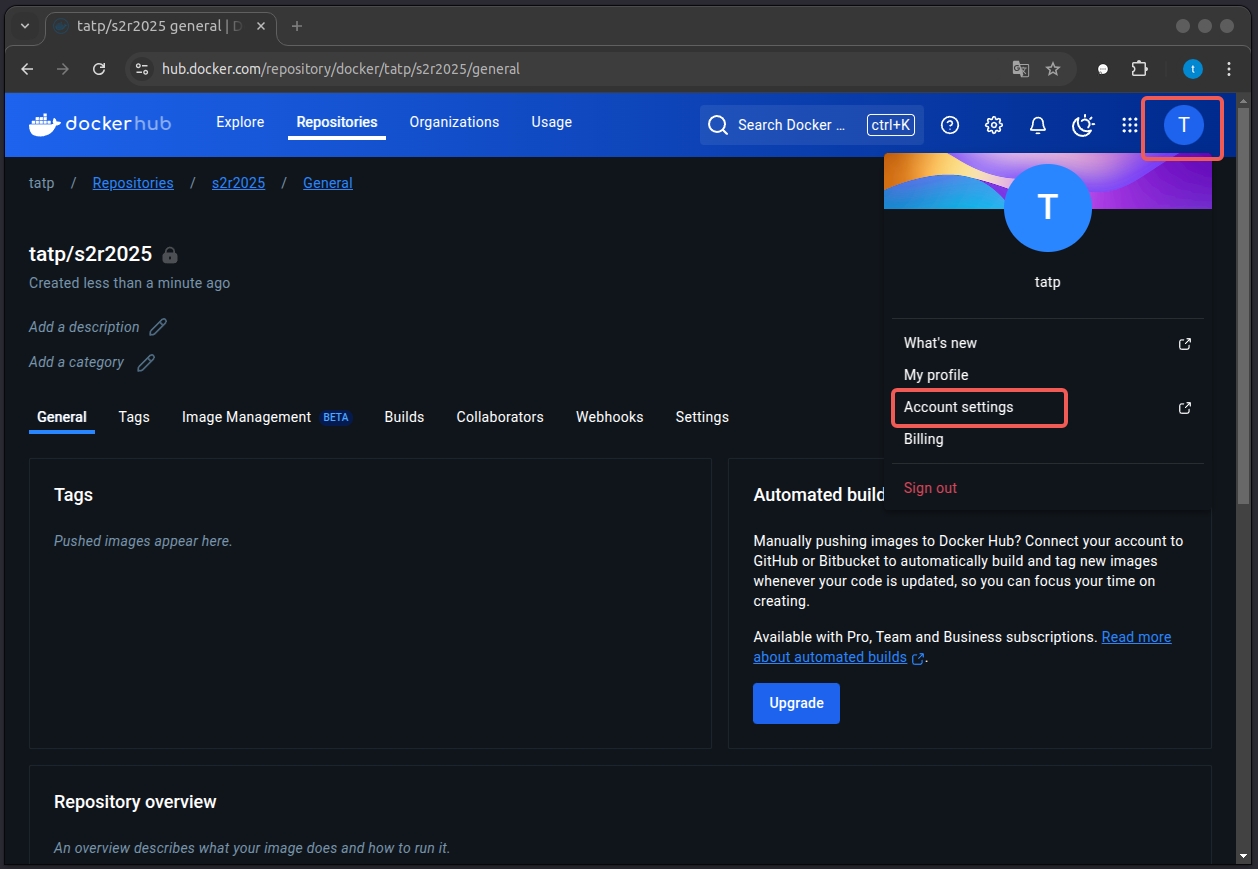 tatp/s2r2025 general | D
hub.docker.com/repository/docker/tatp/s2r2025/general
t
dockerhub
Explore
Repositories
Organizations
Usage
Search Docker ...
ctrl+K
T
tatp / Repositories / s2r2025 / General
T
tatp
tatp/s2r2025
Created less than a minute ago
Add a description
Add a category
What's new
My profile
Account settings
Billing
Sign out
General
Tags
Image Management BETA
Builds
Collaborators
Webhooks
Settings
Tags
Pushed images appear here.
Automated build
Manually pushing images to Docker Hub? Connect your account to
GitHub or Bitbucket to automatically build and tag new images
whenever your code is updated, so you can focus your time on
creating.
Available with Pro, Team and Business subscriptions. Read more
about automated builds .
Upgrade
Repository overview
An overview describes what your image does and how to run it.